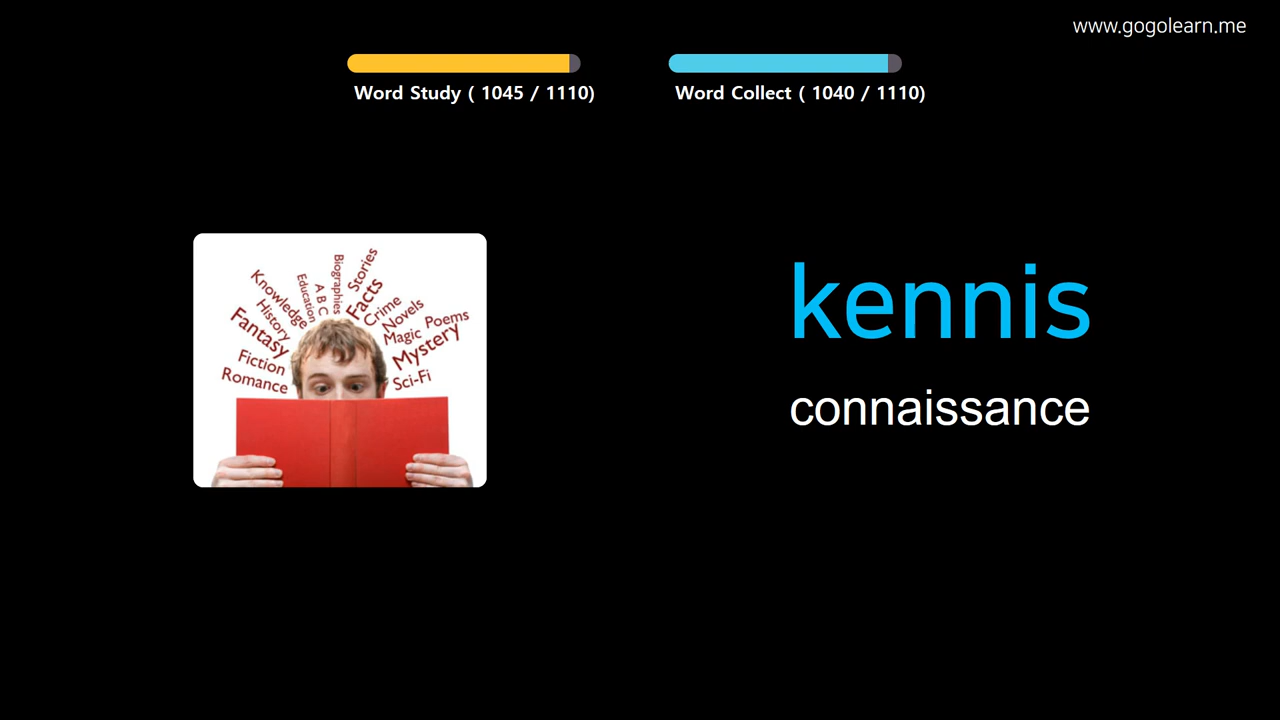 www.gogolearn.me
Word Study ( 1045 / 1110)
Word Collect ( 1040 / 1110)
kennis
connaissance
Knowledge
History
Fantasy
Fiction
Romance
Education
A B C
Biographies
Stories
Facts
Crime
Novels
Magic
Poems
Mystery
Sci-Fi